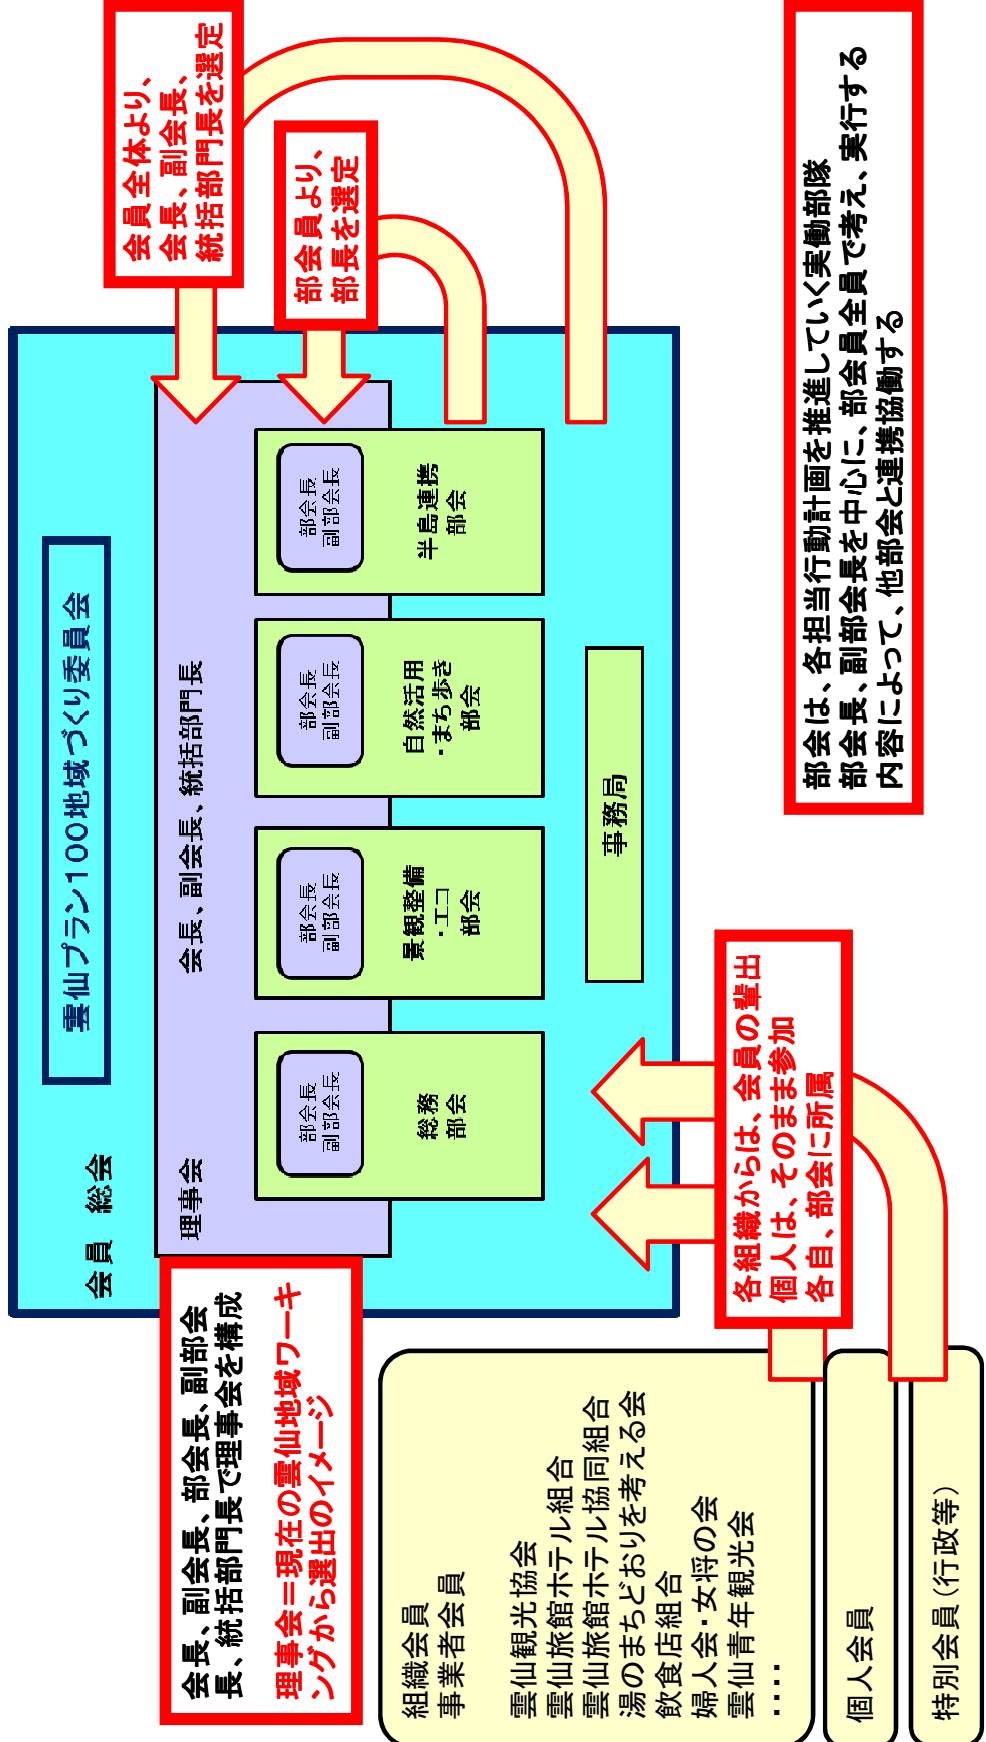 雲仙プラン100地域づくり委員会
会員　総会
理事会
会長、副会長、統括部門長
部会長
副部会長
総務
部会
部会長
副部会長
景観整備
・エコ
部会
部会長
副部会長
自然活用
・まち歩き
部会
部会長
副部会長
半島連携
部会
事務局
会員全体より、
会長、副会長、
統括部門長を選定
部会員より、
部長を選定
会長、副会長、部会長、副部会
長、統括部門長で理事会を構成
理事会＝現在の雲仙地域ワーキ
ングから選出のイメージ
組織会員
事業者会員
雲仙観光協会
雲仙旅館ホテル組合
雲仙旅館ホテル協同組合
湯のまちどおりを考える会
飲食店組合
婦人会・女将の会
雲仙青年観光会
・・・・
個人会員
特別会員（行政等）
各組織からは、会員の輩出
個人は、そのまま参加
各自、部会に所属
部会は、各担当行動計画を推進していく実働部隊
部会長、副部会長を中心に、部会員全員で考え、実行する
内容によって、他部会と連携協働する